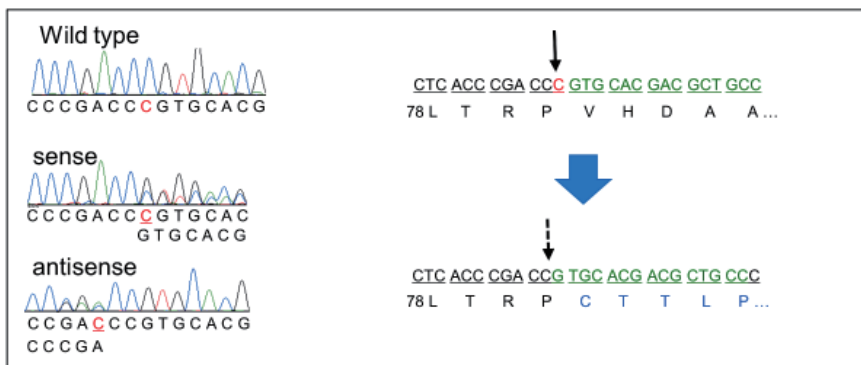 Wild type
CCCGACCCGTGCACG
sense
CCCGACCCGTGCAC
GTGCACG
antisense
CCGACCCGTGCACG
CCCGA
CTC ACC CGA CCC GTG CAC GAC GCT GCC
78 L T R P V H D A A ...
CTC ACC CGA CCG TGC ACG ACG CTG CCC
78 L T R P C T T L P...